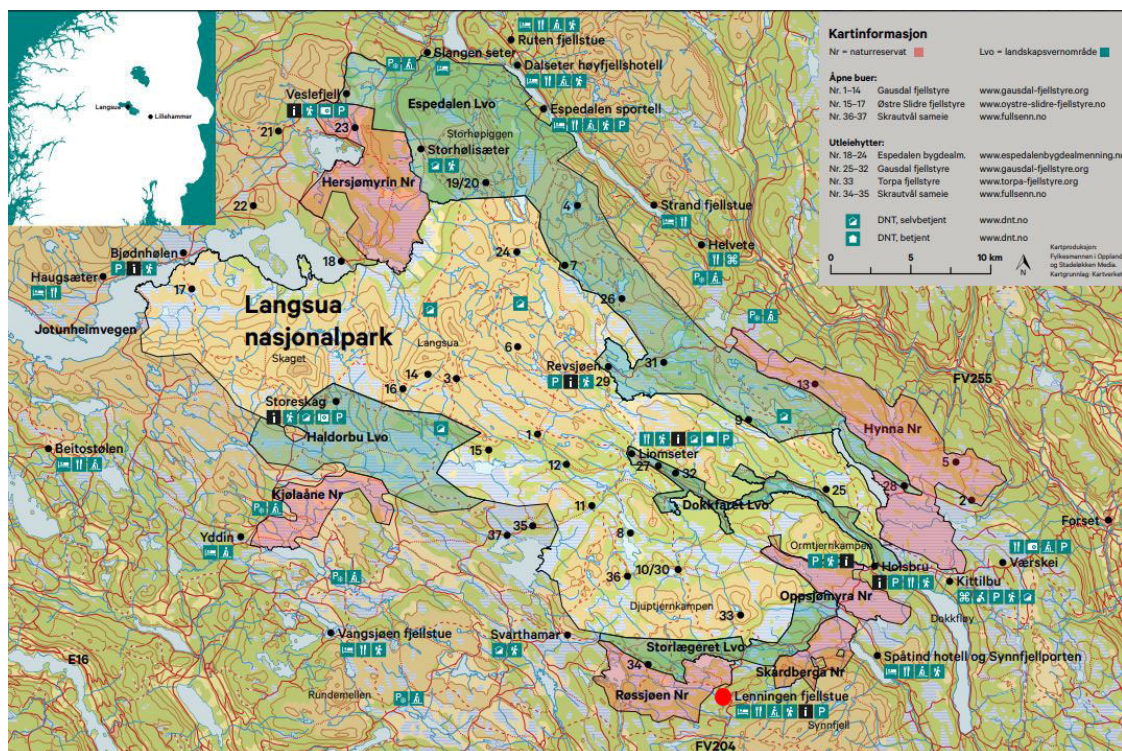 Langsua
Lillehammer
Kartinformasjon
Nr = naturreservat
Lvo = landskapsvernområde
Åpne buer:
Nr. 1–14 Gausdal fjellstyre www.gausdal-fjellstyre.org
Nr. 15–17 Østre Slidre fjellstyre www.oystre-slidre-fjellstyre.no
Nr. 36-37 Skrautvål sameie www.fullsenn.no
Utleiehytter:
Nr. 18–24 Espedalen bygdealm. www.espedalenbygdealmenning.no
Nr. 25–32 Gausdal fjellstyre www.gausdal-fjellstyre.org
Nr. 33 Torpa fjellstyre www.torpa-fjellstyre.org
Nr. 34–35 Skrautvål sameie www.fullsenn.no
DNT, selvbetjent www.dnt.no
DNT, betjent www.dnt.no
0 5 10 km
N
Kartproduksjon:
Fylkesmannen i Oppland
og Stadeløkken Media.
Kartgrunnlag: Kartverket
Ruten fjellstue
Slangen seter
P
Dalseter høyfjellshotell
Veslefjell
i P
Espedalen Lvo
Espedalen sportell
P
21
23
Storhøpiggen
Storhølisæter
Hersjømyrin Nr
19/20
22
4
Strand fjellstue
Helvete
P
Bjødnhølen
P i
18
24
7
Haugsæter
17
26
Langsua
nasjonalpark
Jotunheimvegen
Skaget
Langsua
6
P
Revsjøen
P i
29
31
FV255
14
3
16
13
Storeskag
i P
Haldorbu Lvo
9
Hynna Nr
Beitostølen
15
1
i P
Liomseter
12
27
32
5
Kjølaåne Nr
P
25
28
2
11
Dokkfaret Lvo
Yddin
35
37
8
Ormtjernkampen
P i
Forset
P
36
10/30
Holsbru
i P
Værskei
P
Oppsjømyra Nr
Kittilbu
P
Djuptjernkampen
33
Dokkfløy
Vangsjøen fjellstue
Svarthamar
Storlægeret Lvo
E16
34
Skardberga Nr
Spåtind hotell og Synnfjellporten
Rundemellen
P
Røssjøen Nr
Lenningen fjellstue
i P
Synnfjell
FV204